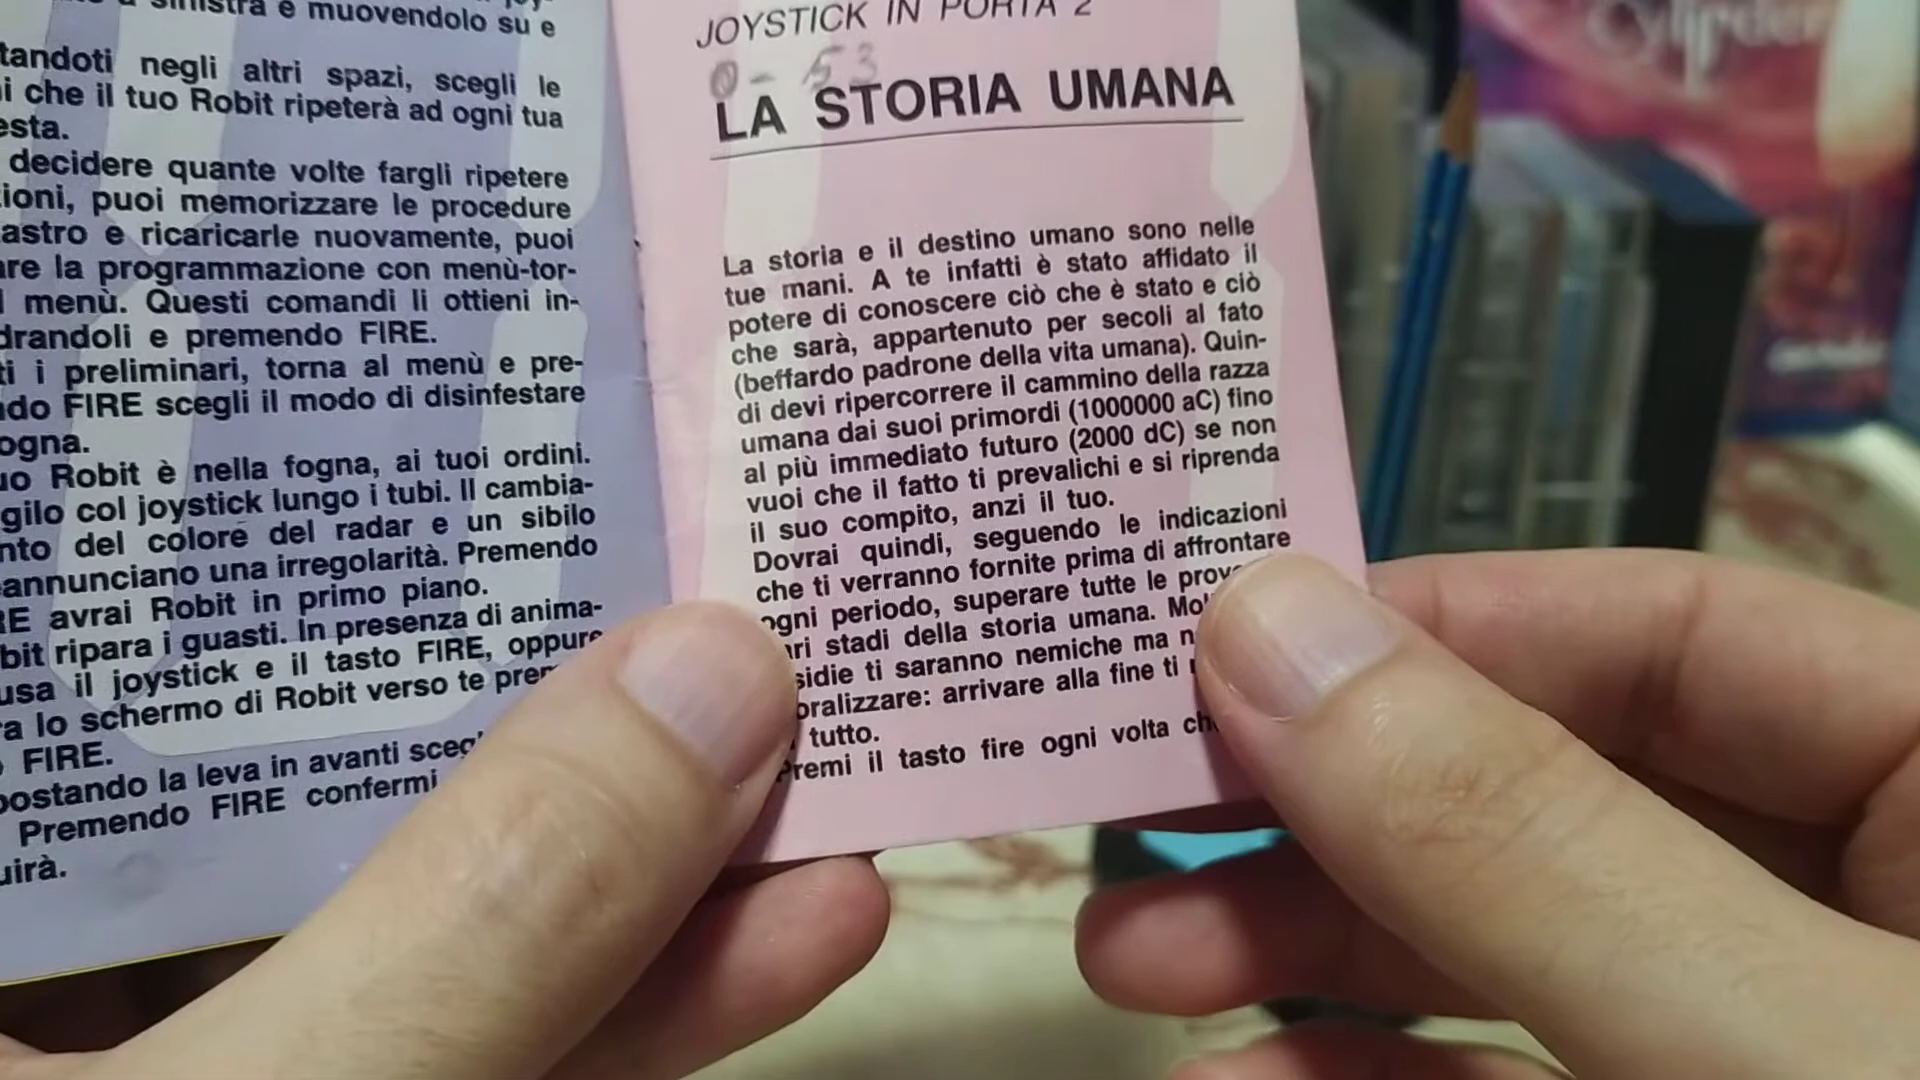 sinistra e muovendolo su e
negli altri spazi, scegli le
che il tuo Robit ripeterà ad ogni tua
decidere quante volte fargli ripetere
puoi memorizzare le procedure
e ricaricarle nuovamente, puoi
la programmazione con menù-tor-
menù. Questi comandi li ottieni in-
e premendo FIRE.
i preliminari, torna al menù e pre-
FIRE scegli il modo di disinfestare
Robit è nella fogna, ai tuoi ordini.
col joystick lungo i tubi. Il cambia-
del colore del radar e un sibilo
annunciano una irregolarità. Premendo
avrai Robit in primo piano.
ripara i guasti. In presenza di anima-
usa il joystick e il tasto FIRE, oppure
lo schermo di Robit verso te
FIRE.
la leva in avanti
Premendo FIRE confermi
JOYSTICK IN PORTA 2
0 - 53
LA STORIA UMANA
La storia e il destino umano sono nelle
tue mani. A te infatti è stato affidato il
potere di conoscere ciò che è stato e ciò
che sarà, appartenuto per secoli al fato
(beffardo padrone della vita umana). Quin-
di devi ripercorrere il cammino della razza
umana dai suoi primordi (1000000 aC) fino
al più immediato futuro (2000 dC) se non
vuoi che il fatto ti prevalichi e si riprenda
il suo compito, anzi il tuo.
Dovrai quindi, seguendo le indicazioni
che ti verranno fornite prima di affrontare
ogni periodo, superare tutte le
stadi della storia umana.
ti saranno nemiche ma
arrivare alla fine ti
tutto.
Premi il tasto fire ogni volta